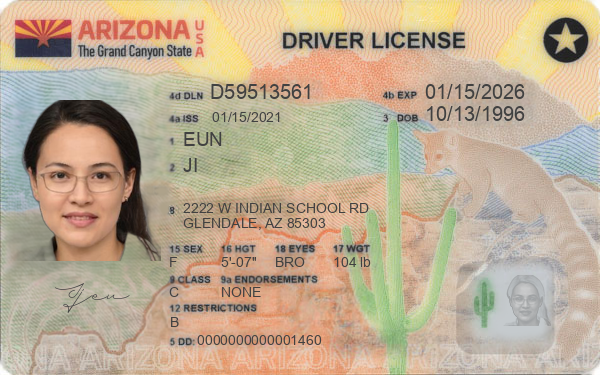 ARIZONA USA
The Grand Canyon State
DRIVER LICENSE
4d DLN D59513561
4b EXP 01/15/2026
4a ISS 01/15/2021
3 DOB 10/13/1996
1 EUN
2 JI
8 2222 W INDIAN SCHOOL RD
GLENDALE, AZ 85303
15 SEX 16 HGT 18 EYES 17 WGT
F 5'-07" BRO 104 lb
9 CLASS 9a ENDORSEMENTS
C NONE
12 RESTRICTIONS
B
5 DD: 0000000000001460
ARIZONA ARIZONA ARIZONA ARIZONA